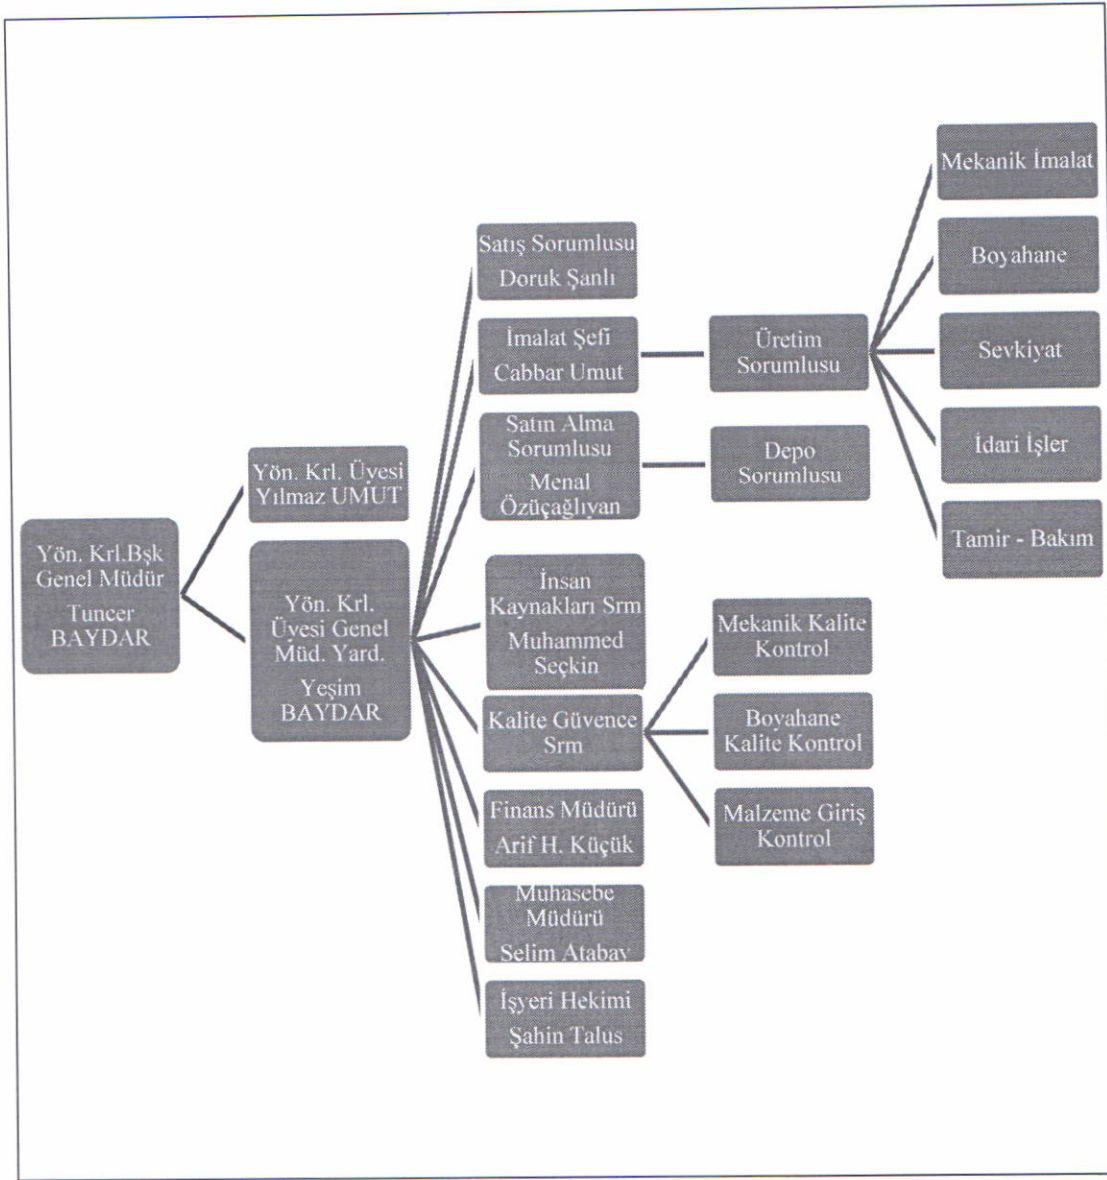 Yön. Krl.Bşk
Genel Müdür
Tuncer
BAYDAR
Yön. Krl. Üyesi
Yılmaz UMUT
Yön. Krl.
Üyesi Genel
Müd. Yard.
Yeşim
BAYDAR
Satış Sorumlusu
Doruk Şanlı
İmalat Şefi
Cabbar Umut
Satın Alma
Sorumlusu
Menal
Özüçağlıyan
İnsan
Kaynakları Srm
Muhammed
Seçkin
Kalite Güvence
Srm
Finans Müdürü
Arif H. Küçük
Muhasebe
Müdürü
Selim Atabay
İşyeri Hekimi
Şahin Talus
Üretim
Sorumlusu
Depo
Sorumlusu
Mekanik Kalite
Kontrol
Boyahane
Kalite Kontrol
Malzeme Giriş
Kontrol
Mekanik İmalat
Boyahane
Sevkiyat
İdari İşler
Tamir - Bakım